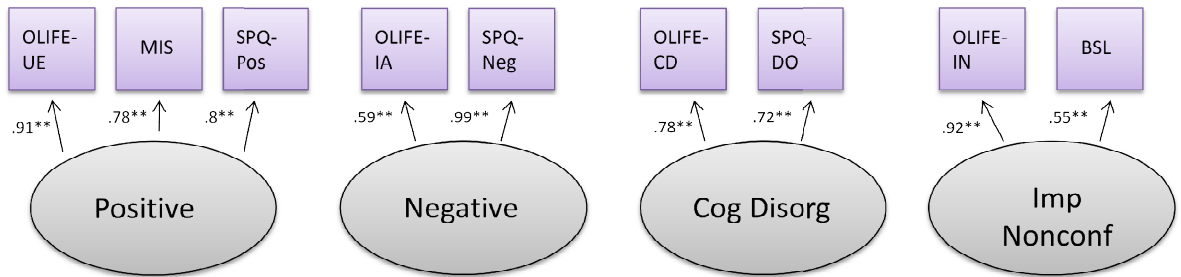 OLIFE-
UE
MIS
SPQ-
Pos
OLIFE-
IA
SPQ-
Neg
OLIFE-
CD
SPQ-
DO
OLIFE-
IN
BSL
.91**
.78**
.8**
.59**
.99**
.78**
.72**
.92**
.55**
Positive
Negative
Cog Disorg
Imp
Nonconf